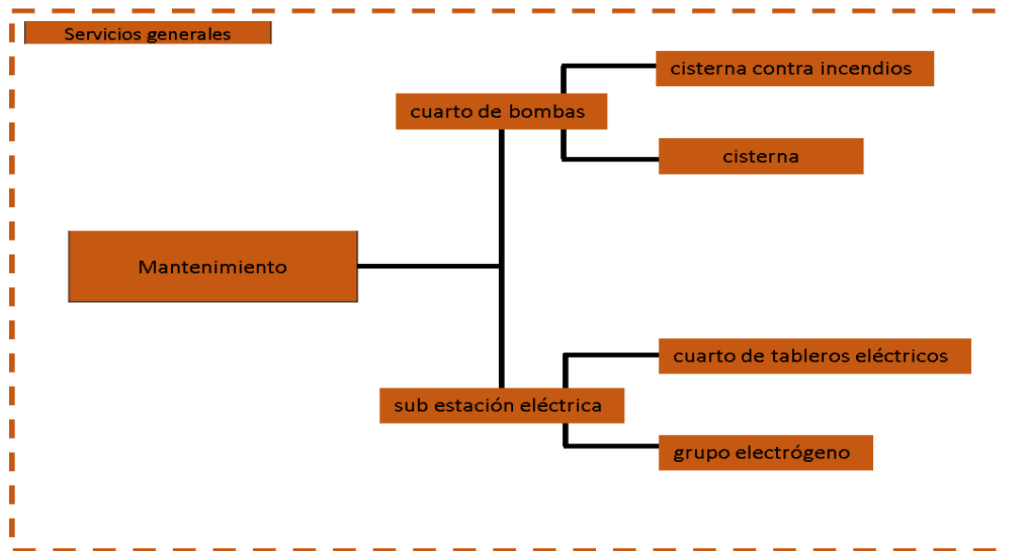 Servicios generales
cisterna contra incendios
cuarto de bombas
cisterna
Mantenimiento
cuarto de tableros eléctricos
sub estación eléctrica
grupo electrógeno